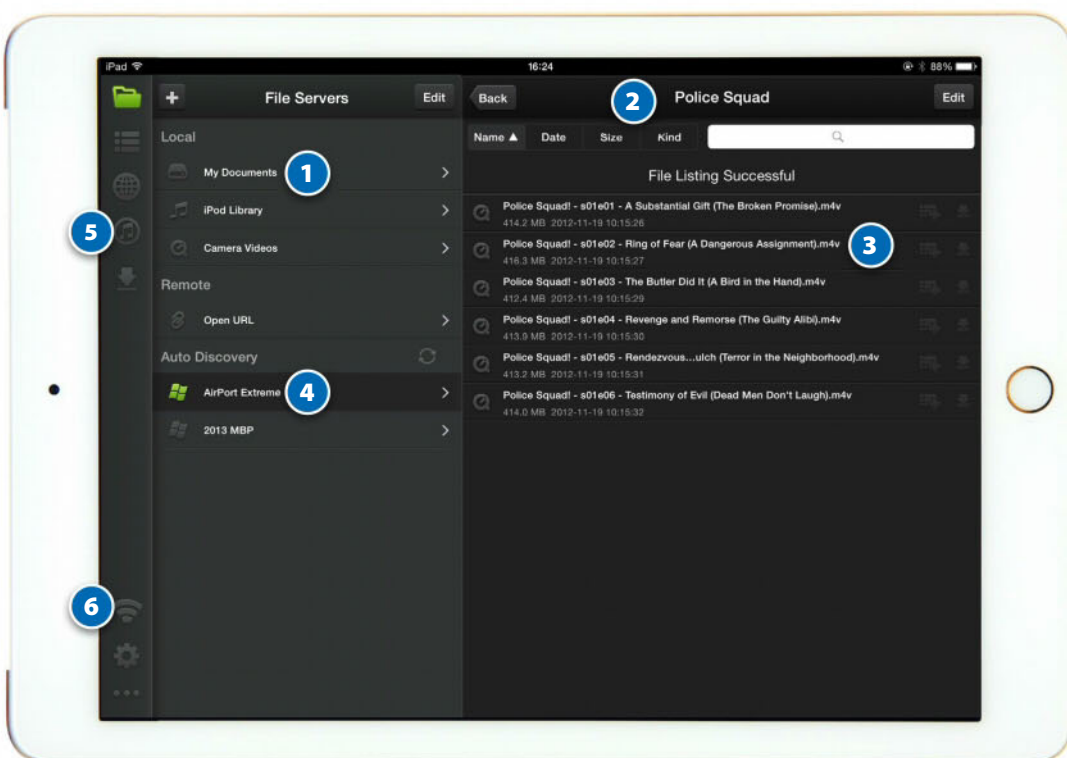 iPad
16:24
88%
+ File Servers Edit
Local
My Documents
1
iPod Library
Camera Videos
Remote
Open URL
Auto Discovery
AirPort Extreme
4
2013 MBP
5
6
Back
2
Police Squad
Edit
Name ▲ Date Size Kind
File Listing Successful
Police Squad! - s01e01 - A Substantial Gift (The Broken Promise).m4v
414.2 MB 2012-11-19 10:15:26
Police Squad! - s01e02 - Ring of Fear (A Dangerous Assignment).m4v
3
416.3 MB 2012-11-19 10:15:27
Police Squad! - s01e03 - The Butler Did It (A Bird in the Hand).m4v
412.4 MB 2012-11-19 10:15:29
Police Squad! - s01e04 - Revenge and Remorse (The Guilty Alibi).m4v
413.9 MB 2012-11-19 10:15:30
Police Squad! - s01e05 - Rendezvous...ulch (Terror in the Neighborhood).m4v
413.2 MB 2012-11-19 10:15:31
Police Squad! - s01e06 - Testimony of Evil (Dead Men Don't Laugh).m4v
414.0 MB 2012-11-19 10:15:32